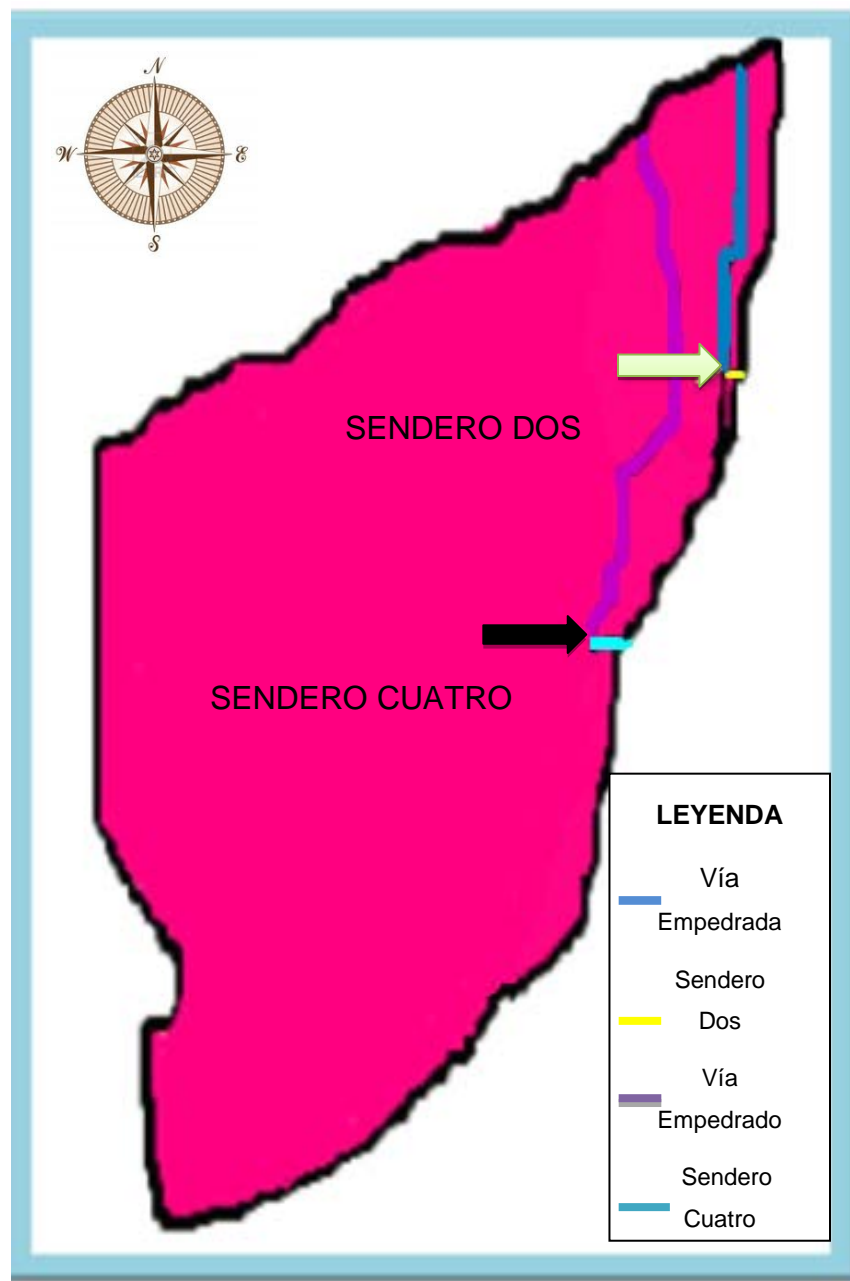 N
W
E
S
SENDERO DOS
SENDERO CUATRO
LEYENDA
Vía
Empedrada
Sendero
Dos
Vía
Empedrado
Sendero
Cuatro